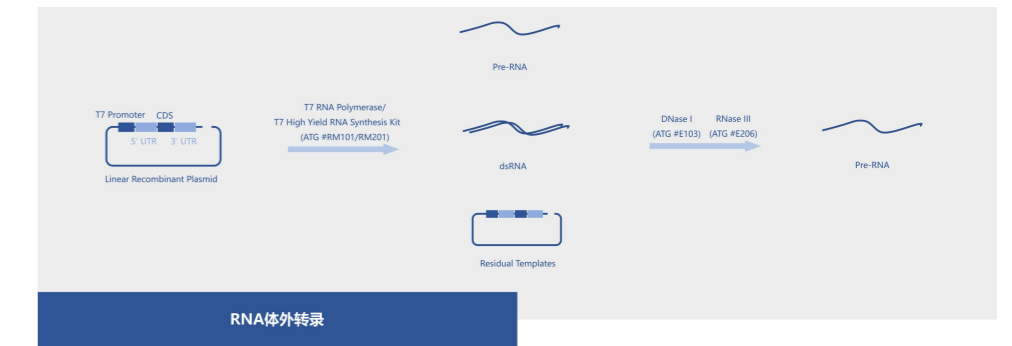 T7 Promoter CDS
5' UTR 3' UTR
Linear Recombinant Plasmid
T7 RNA Polymerase/
T7 High Yield RNA Synthesis Kit
(ATG #RM101/RM201)
Pre-RNA
dsRNA
Residual Templates
DNase I RNase III
(ATG #E103) (ATG #E206)
Pre-RNA
RNA体外转录